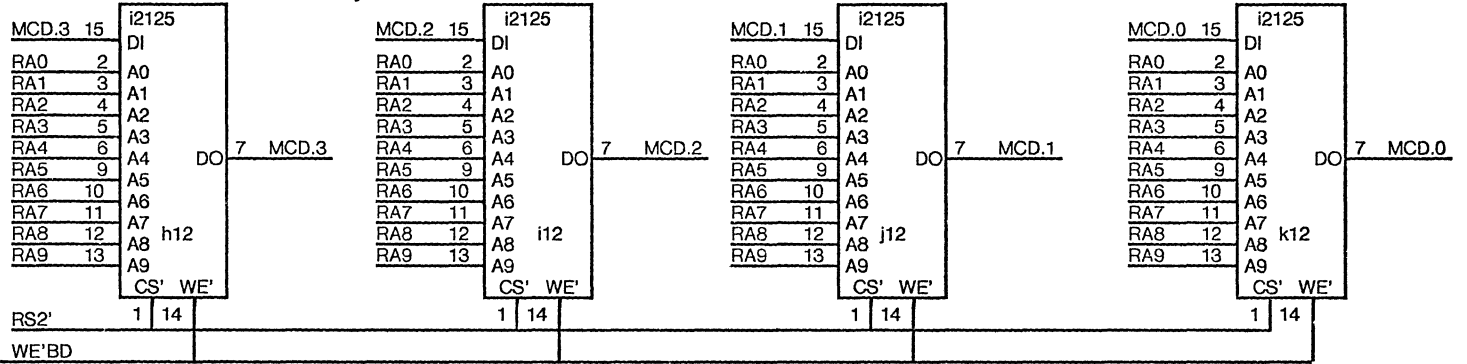 i2125 i2125 i2125 i2125
MCD.3 15 DI MCD.2 15 DI MCD.1 15 DI MCD.0 15 DI
RA0 2 A0 RA0 2 A0 RA0 2 A0 RA0 2 A0
RA1 3 A1 RA1 3 A1 RA1 3 A1 RA1 3 A1
RA2 4 A2 RA2 4 A2 RA2 4 A2 RA2 4 A2
RA3 5 A3 RA3 5 A3 RA3 5 A3 RA3 5 A3
RA4 6 A4 DO 7 MCD.3 RA4 6 A4 DO 7 MCD.2 RA4 6 A4 DO 7 MCD.1 RA4 6 A4 DO 7 MCD.0
RA5 9 A5 RA5 9 A5 RA5 9 A5 RA5 9 A5
RA6 10 A6 RA6 10 A6 RA6 10 A6 RA6 10 A6
RA7 11 A7 RA7 11 A7 RA7 11 A7 RA7 11 A7
RA8 12 A8 h12 RA8 12 A8 i12 RA8 12 A8 j12 RA8 12 A8 k12
RA9 13 A9 RA9 13 A9 RA9 13 A9 RA9 13 A9
CS' WE' CS' WE' CS' WE' CS' WE'
RS2' 1 14 1 14 1 14 1 14
WE'BD